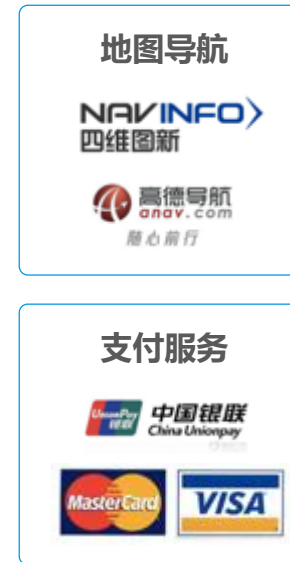 地图导航
NAVINFO
四维图新
高德导航
anav.com
随心前行
支付服务
UnionPay
银联
中国银联
China Unionpay
MasterCard
VISA